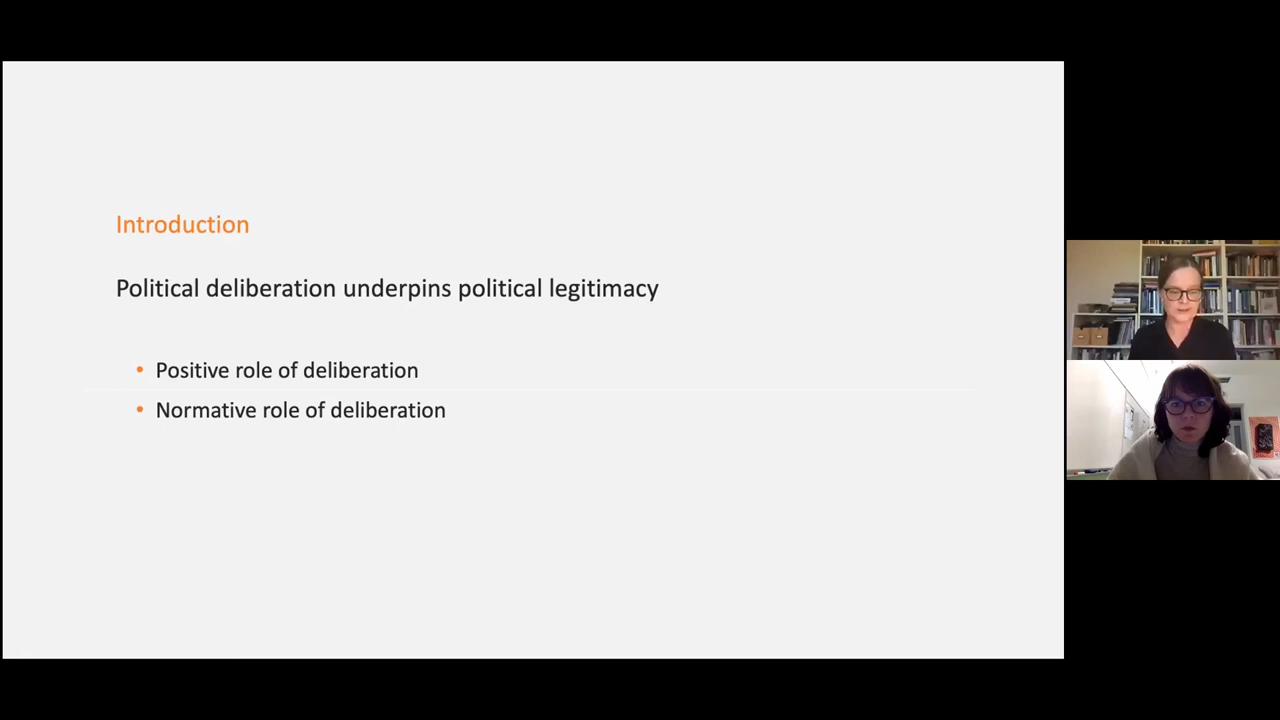 Introduction
Political deliberation underpins political legitimacy
• Positive role of deliberation
• Normative role of deliberation